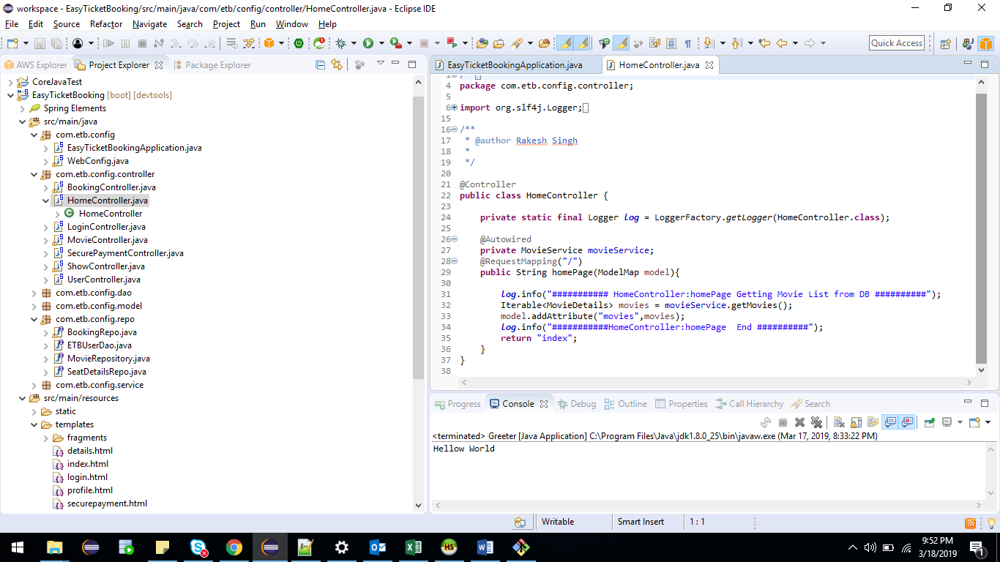 workspace - EasyTicketBooking/src/main/java/com/etb/config/controller/HomeController.java - Eclipse IDE
File Edit Source Refactor Navigate Search Project Run Window Help
Quick Access
AWS Explorer Project Explorer Package Explorer
CoreJavaTest
EasyTicketBooking [boot] [devtools]
Spring Elements
src/main/java
com.etb.config
EasyTicketBookingApplication.java
WebConfig.java
com.etb.config.controller
BookingController.java
HomeController.java
HomeController
LoginController.java
MovieController.java
SecurePaymentController.java
ShowController.java
UserController.java
com.etb.config.dao
com.etb.config.model
com.etb.config.repo
BookingRepo.java
ETBUserDao.java
MovieRepository.java
SeatDetailsRepo.java
com.etb.config.service
src/main/resources
static
templates
fragments
details.html
index.html
login.html
profile.html
securepayment.html
EasyTicketBookingApplication.java HomeController.java
4 package com.etb.config.controller;
5
6 import org.slf4j.Logger;
15
16 /**
17 * @author Rakesh Singh
18 *
19 */
20
21 @Controller
22 public class HomeController {
23
24 private static final Logger log = LoggerFactory.getLogger(HomeController.class);
25
26 @Autowired
27 private MovieService movieService;
28 @RequestMapping("/")
29 public String homePage(ModelMap model){
30
31 log.info("########### HomeController:homePage Getting Movie List from DB ##########");
32 Iterable<MovieDetails> movies = movieService.getMovies();
33 model.addAttribute("movies",movies);
34 log.info("###########HomeController:homePage  End ##########");
35 return "index";
36 }
37 }
38
Progress Console Debug Outline Properties Call Hierarchy Search
<terminated> Greeter [Java Application] C:\Program Files\Java\jdk1.8.0_25\bin\javaw.exe (Mar 17, 2019, 8:33:22 PM)
Hellow World
Writable Smart Insert 1 : 1
9:52 PM
3/18/2019
1